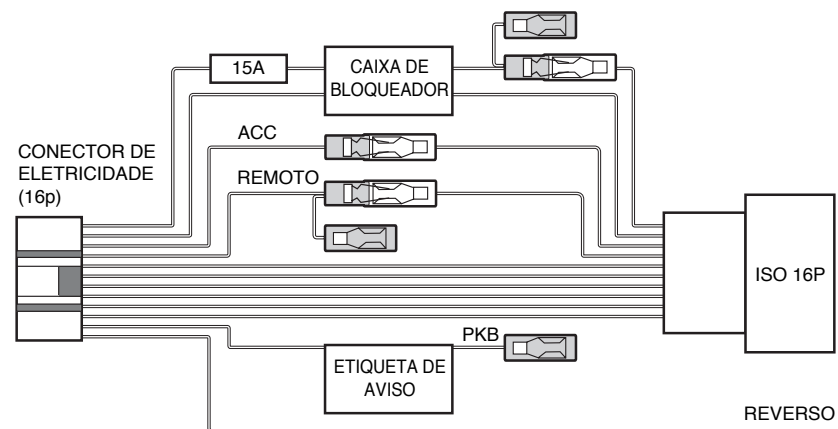 15A
CAIXA DE
BLOQUEADOR
ACC
CONECTOR DE
ELETRICIDADE
(16p)
REMOTO
ISO 16P
PKB
ETIQUETA DE
AVISO
REVERSO